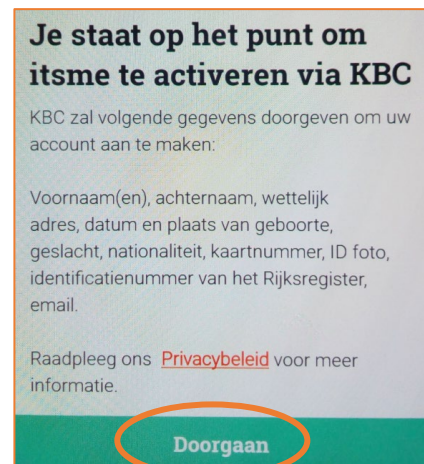 Je staat op het punt om
itsme te activeren via KBC
KBC zal volgende gegevens doorgeven om uw
account aan te maken:
Voornaam(en), achternaam, wettelijk
adres, datum en plaats van geboorte,
geslacht, nationaliteit, kaartnummer, ID foto,
identificatienummer van het Rijksregister,
email.
Raadpleeg ons Privacybeleid voor meer
informatie.
Doorgaan